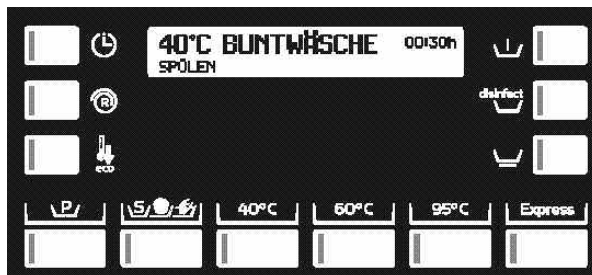 40°C BUNTWÄSCHE 00:30h
SPÜLEN
R
disinfect
eco
P S 40°C 60°C 95°C Express